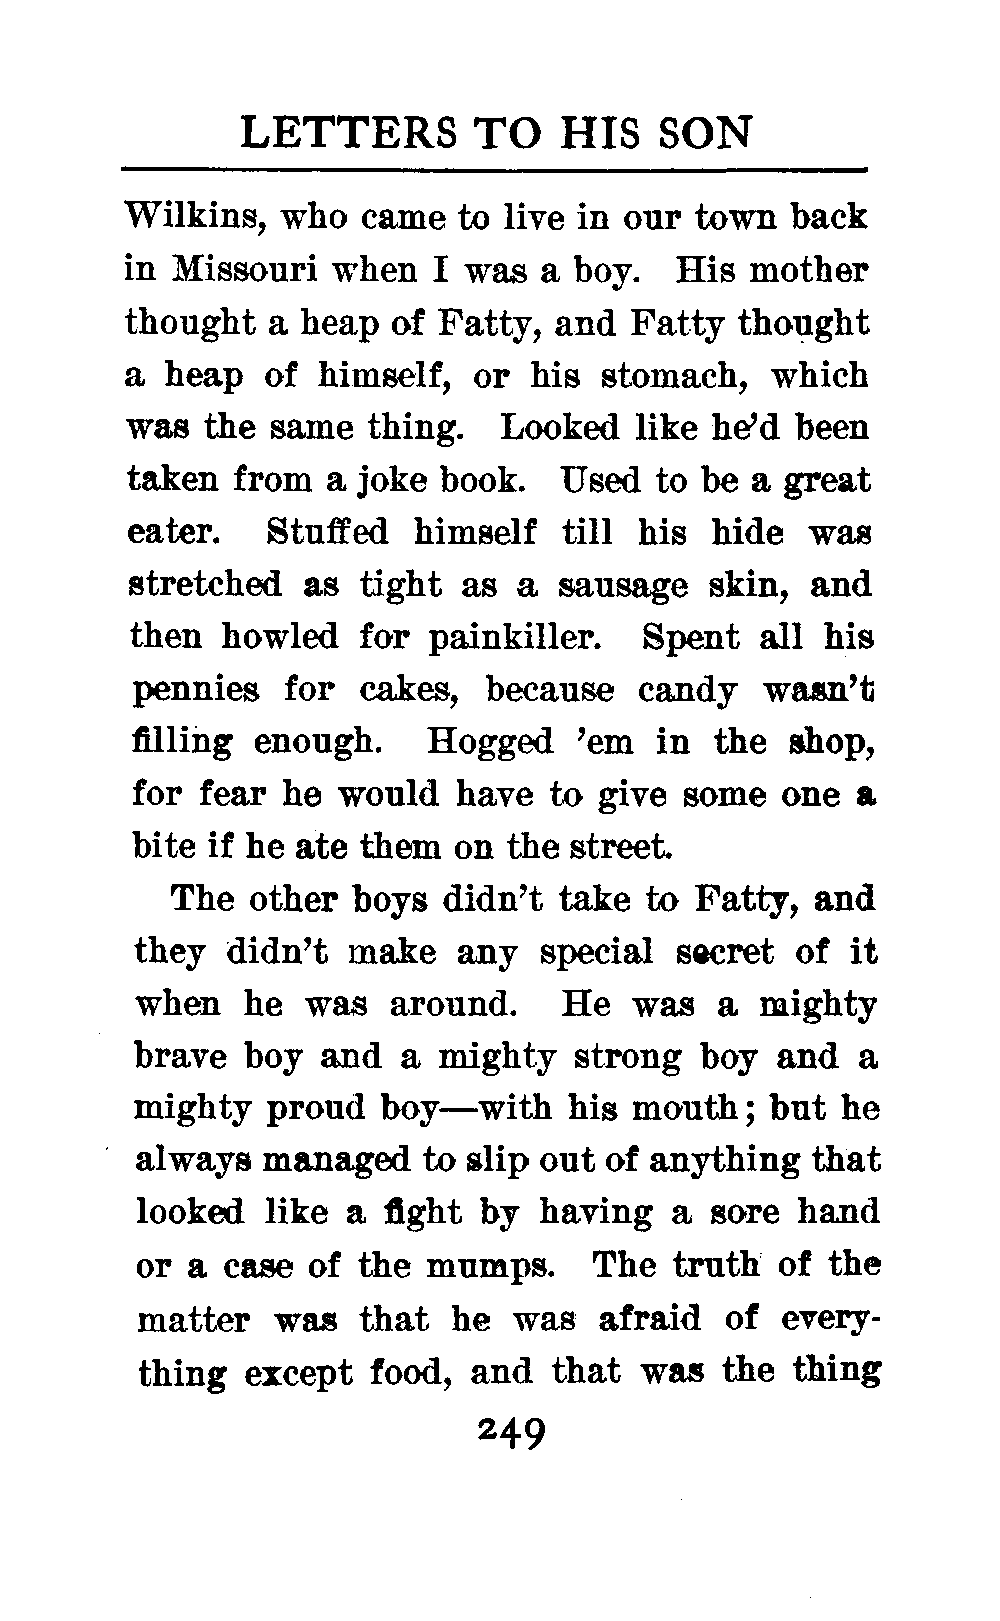 LETTERS TO HIS SON
Wilkins, who came to live in our town back
in Missouri when I was a boy. His mother
thought a heap of Fatty, and Fatty thought
a heap of himself, or his stomach, which
was the same thing. Looked like he'd been
taken from a joke book. Used to be a great
eater. Stuffed himself till his hide was
stretched as tight as a sausage skin, and
then howled for painkiller. Spent all his
pennies for cakes, because candy wasn't
filling enough. Hogged 'em in the shop,
for fear he would have to give some one a
bite if he ate them on the street.
The other boys didn't take to Fatty, and
they didn't make any special secret of it
when he was around. He was a mighty
brave boy and a mighty strong boy and a
mighty proud boy—with his mouth; but he
always managed to slip out of anything that
looked like a fight by having a sore hand
or a case of the mumps. The truth of the
matter was that he was afraid of every-
thing except food, and that was the thing
249